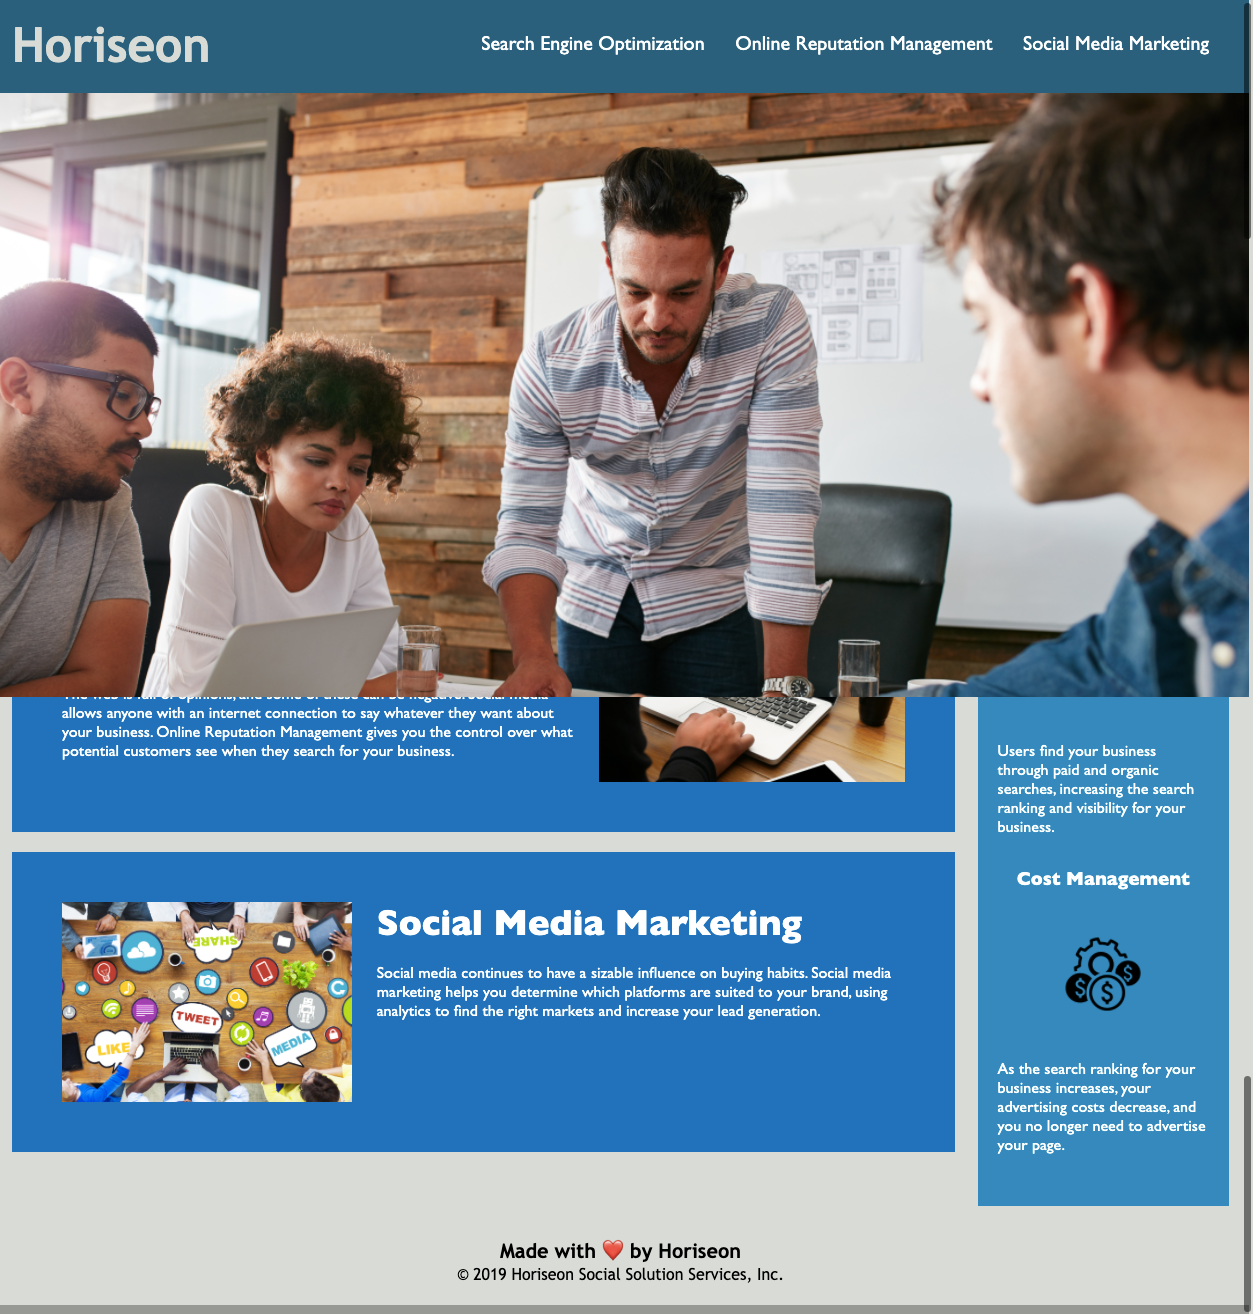 Horiseon
Search Engine Optimization Online Reputation Management Social Media Marketing
allows anyone with an internet connection to say whatever they want about
your business. Online Reputation Management gives you the control over what
potential customers see when they search for your business.
Users find your business
through paid and organic
searches, increasing the search
ranking and visibility for your
business.
Cost Management
As the search ranking for your
business increases, your
advertising costs decrease, and
you no longer need to advertise
your page.
SHARE
TWEET
LIKE
MEDIA
Social Media Marketing
Social media continues to have a sizable influence on buying habits. Social media
marketing helps you determine which platforms are suited to your brand, using
analytics to find the right markets and increase your lead generation.
Made with ❤️ by Horiseon
© 2019 Horiseon Social Solution Services, Inc.